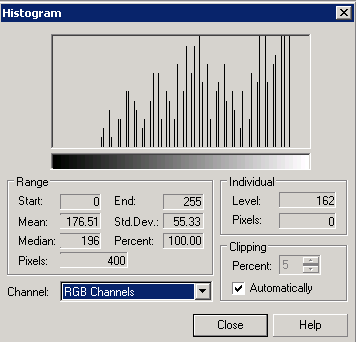 Histogram
Range
Start: 0 End: 255
Mean: 176.51 Std.Dev.: 55.33
Median: 196 Percent: 100.00
Pixels: 400
Individual
Level: 162
Pixels: 0
Clipping
Percent: 5
Automatically
Channel: RGB Channels
Close Help